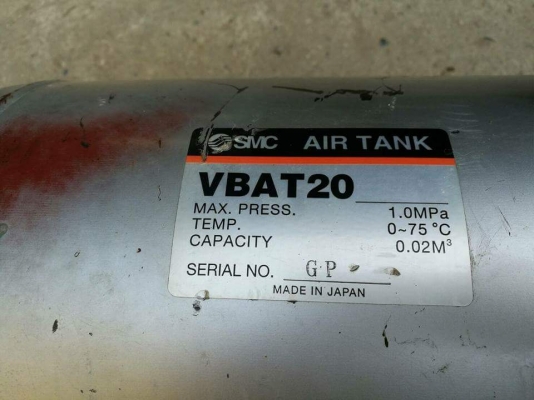 SMC AIR TANK
VBAT20
MAX. PRESS. 1.0MPa
TEMP. 0~75 °C
CAPACITY 0.02M³
SERIAL NO. G·P
MADE IN JAPAN